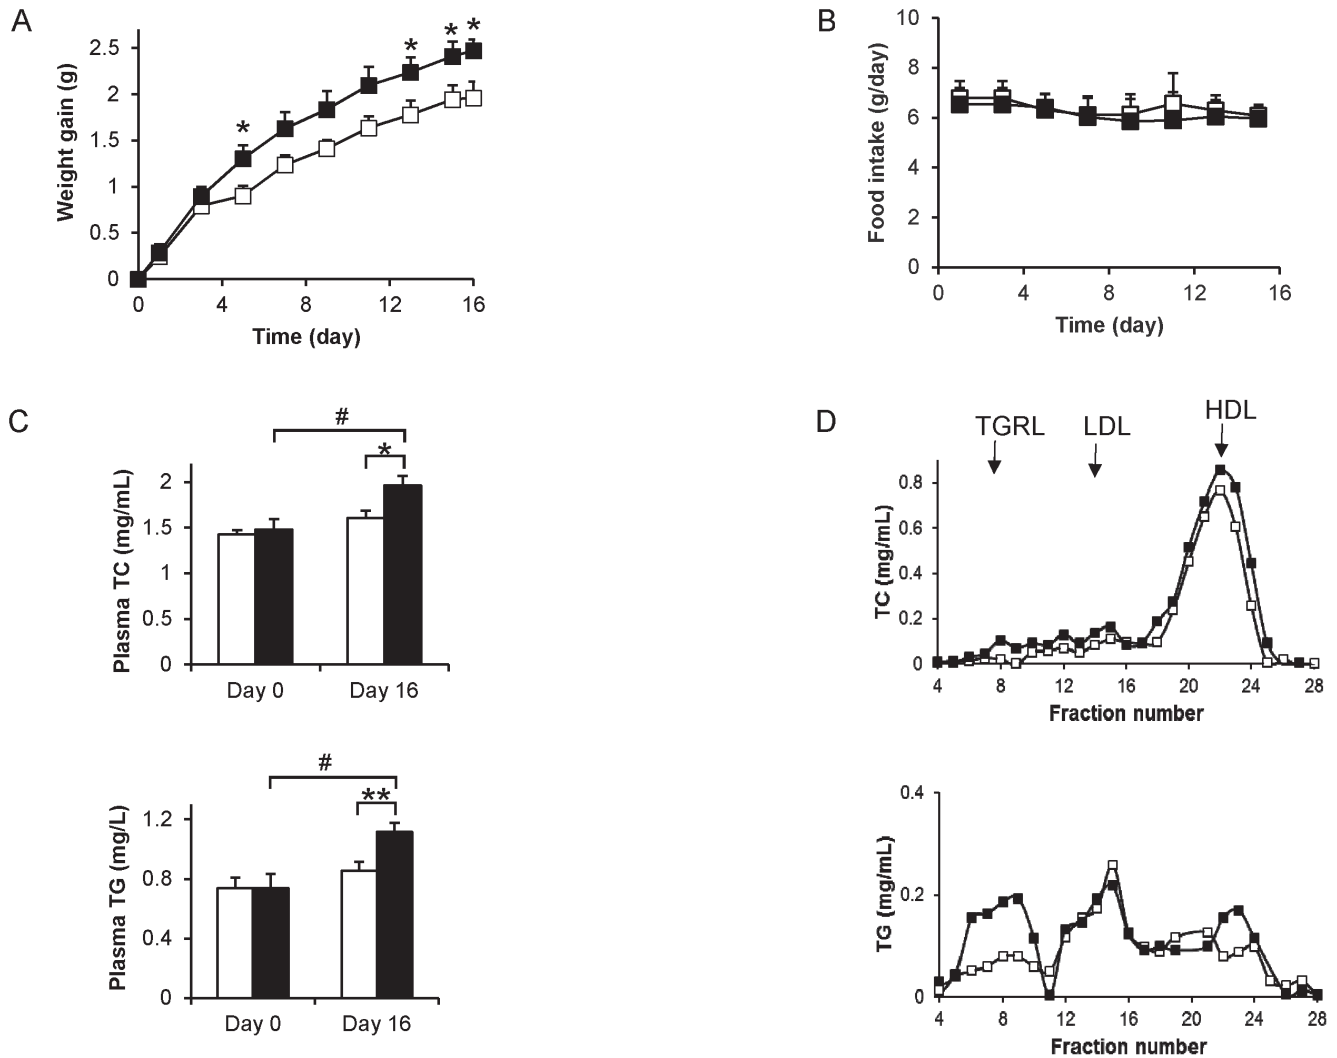 A
Weight gain (g)
2.5
2
1.5
1
0.5
0
* * * *
0 4 8 12 16
Time (day)
B
Food intake (g/day)
10
8
6
4
2
0
0 4 8 12 16
Time (day)
C
#
*
Plasma TC (mg/mL)
2
1.5
1
0.5
0
Day 0 Day 16
#
**
Plasma TG (mg/L)
1.2
0.8
0.4
0
Day 0 Day 16
D
TGRL LDL HDL
TC (mg/mL)
0.8
0.6
0.4
0.2
0
4 8 12 16 20 24 28
Fraction number
TG (mg/mL)
0.4
0.2
0
4 8 12 16 20 24 28
Fraction number